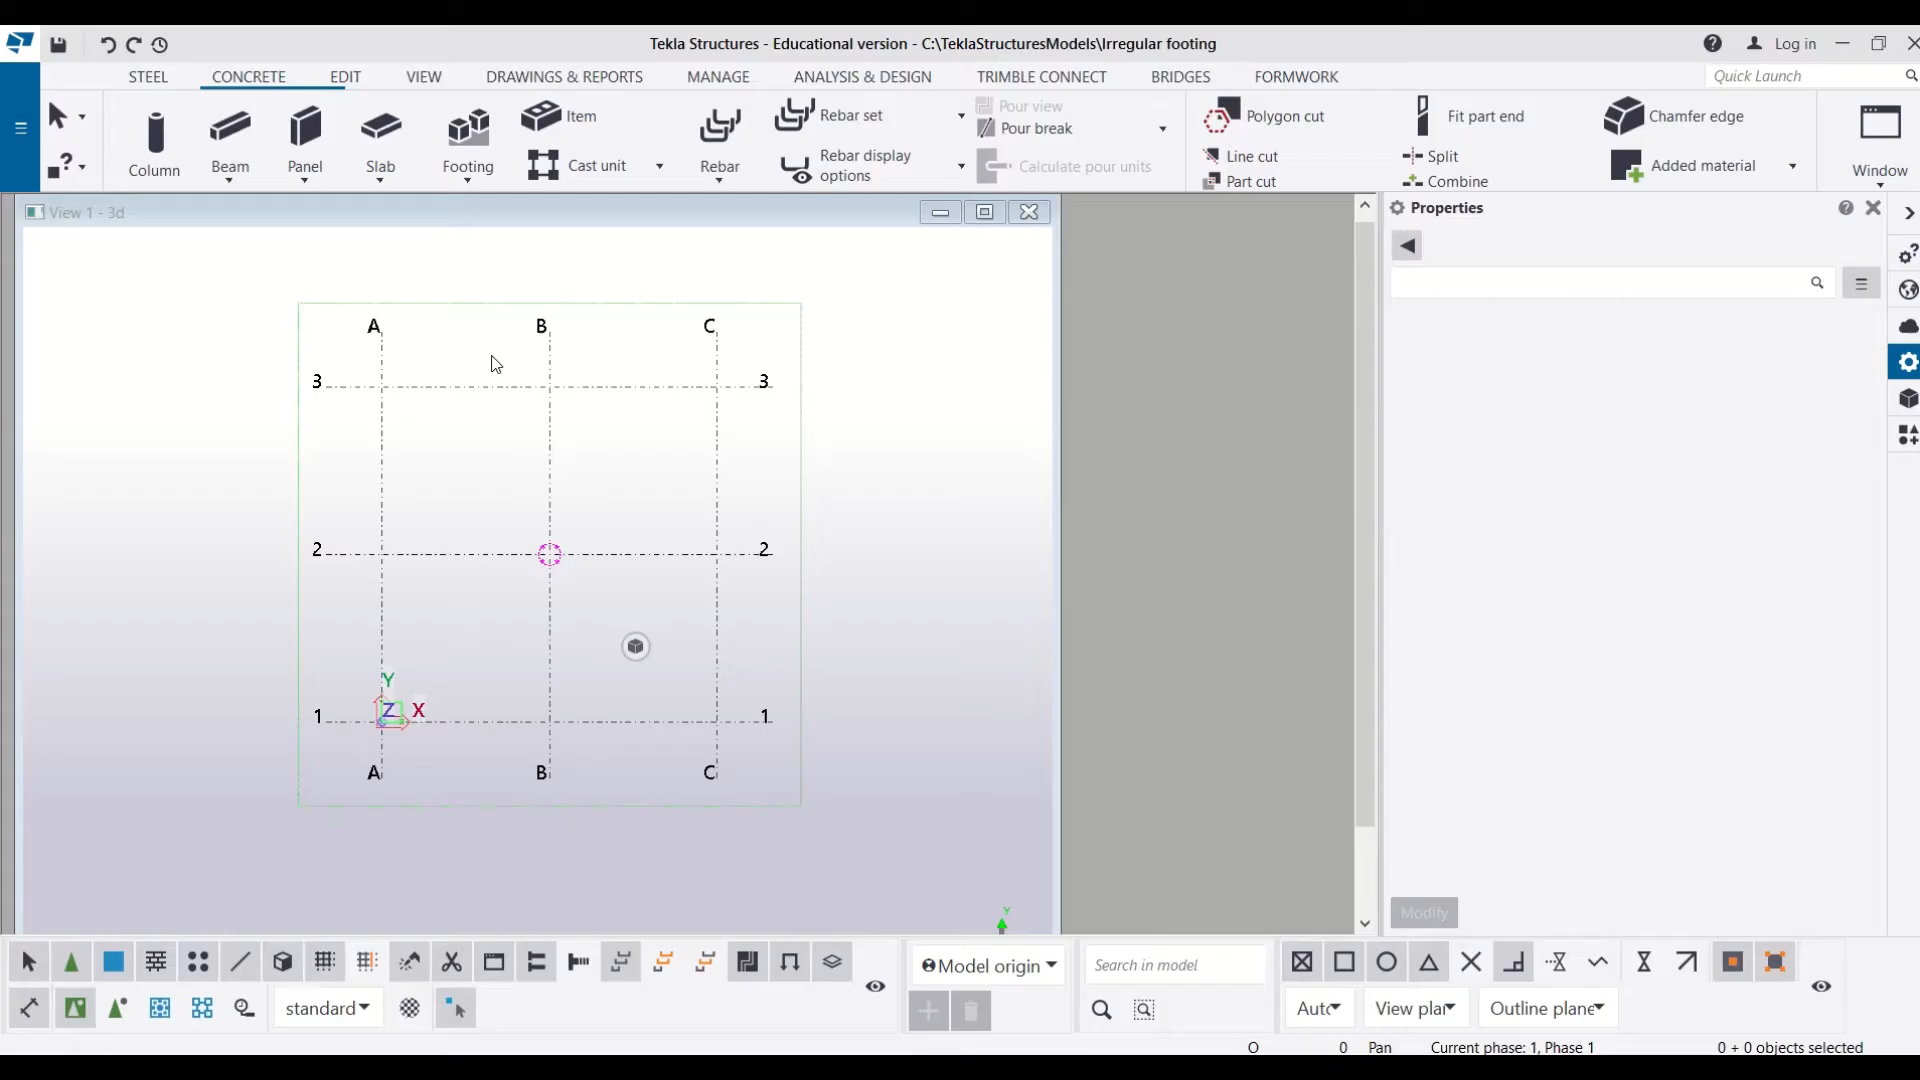 Tekla Structures - Educational version - C:\TeklaStructuresModels\Irregular footing
Log in
STEEL CONCRETE EDIT VIEW DRAWINGS & REPORTS MANAGE ANALYSIS & DESIGN TRIMBLE CONNECT BRIDGES FORMWORK
Quick Launch
Column
Beam
Panel
Slab
Footing
Item
Cast unit
Rebar
Rebar set
Rebar display
options
Pour view
Pour break
Calculate pour units
Polygon cut
Line cut
Part cut
Fit part end
Split
Combine
Chamfer edge
Added material
Window
View 1 - 3d
Properties
A B C
3 3
2 2
Y
Z X
1 1
A B C
Y
Modify
Model origin
Search in model
standard
Auto
View plan
Outline plane
O 0 Pan Current phase: 1, Phase 1 0 + 0 objects selected